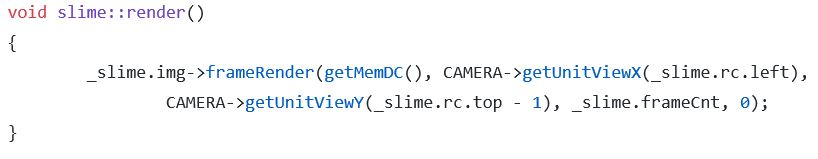 void slime::render()
{
        _slime.img->frameRender(getMemDC(), CAMERA->getUnitViewX(_slime.rc.left),
                CAMERA->getUnitViewY(_slime.rc.top - 1), _slime.frameCnt, 0);
}